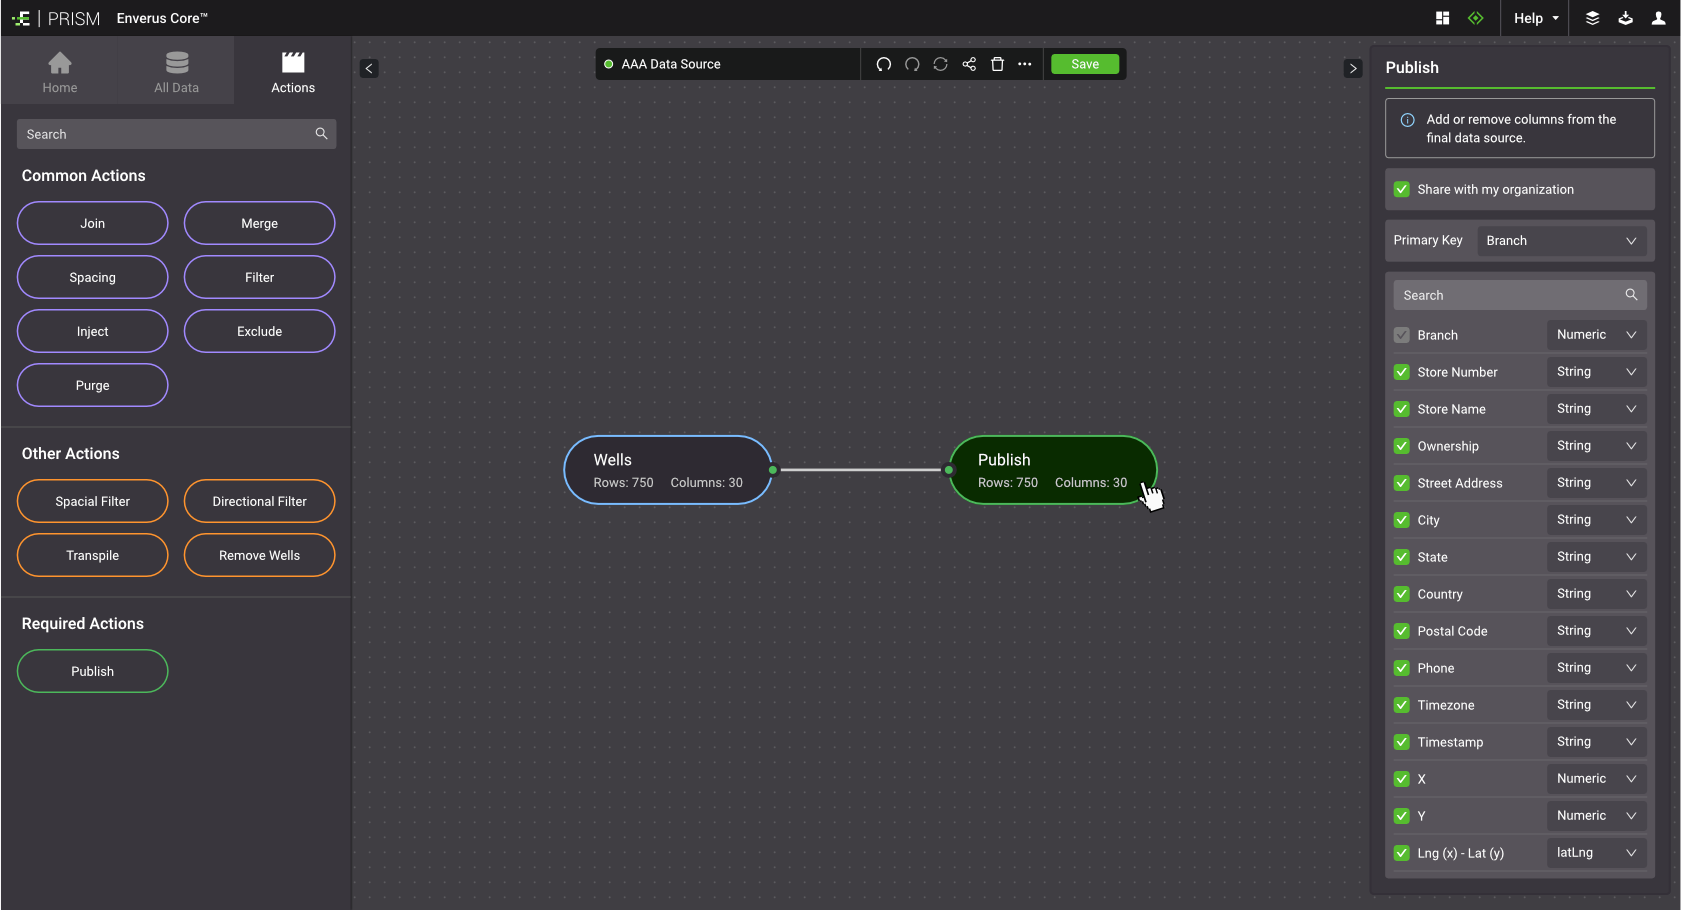 PRISM Enverus Core™
Help
Home
All Data
Actions
Search
Common Actions
Join
Merge
Spacing
Filter
Inject
Exclude
Purge
Other Actions
Spacial Filter
Directional Filter
Transpile
Remove Wells
Required Actions
Publish
AAA Data Source
Save
Wells
Rows: 750 Columns: 30
Publish
Rows: 750 Columns: 30
Publish
Add or remove columns from the
final data source.
Share with my organization
Primary Key Branch
Search
Branch Numeric
Store Number String
Store Name String
Ownership String
Street Address String
City String
State String
Country String
Postal Code String
Phone String
Timezone String
Timestamp String
X Numeric
Y Numeric
Lng (x) - Lat (y) latLng